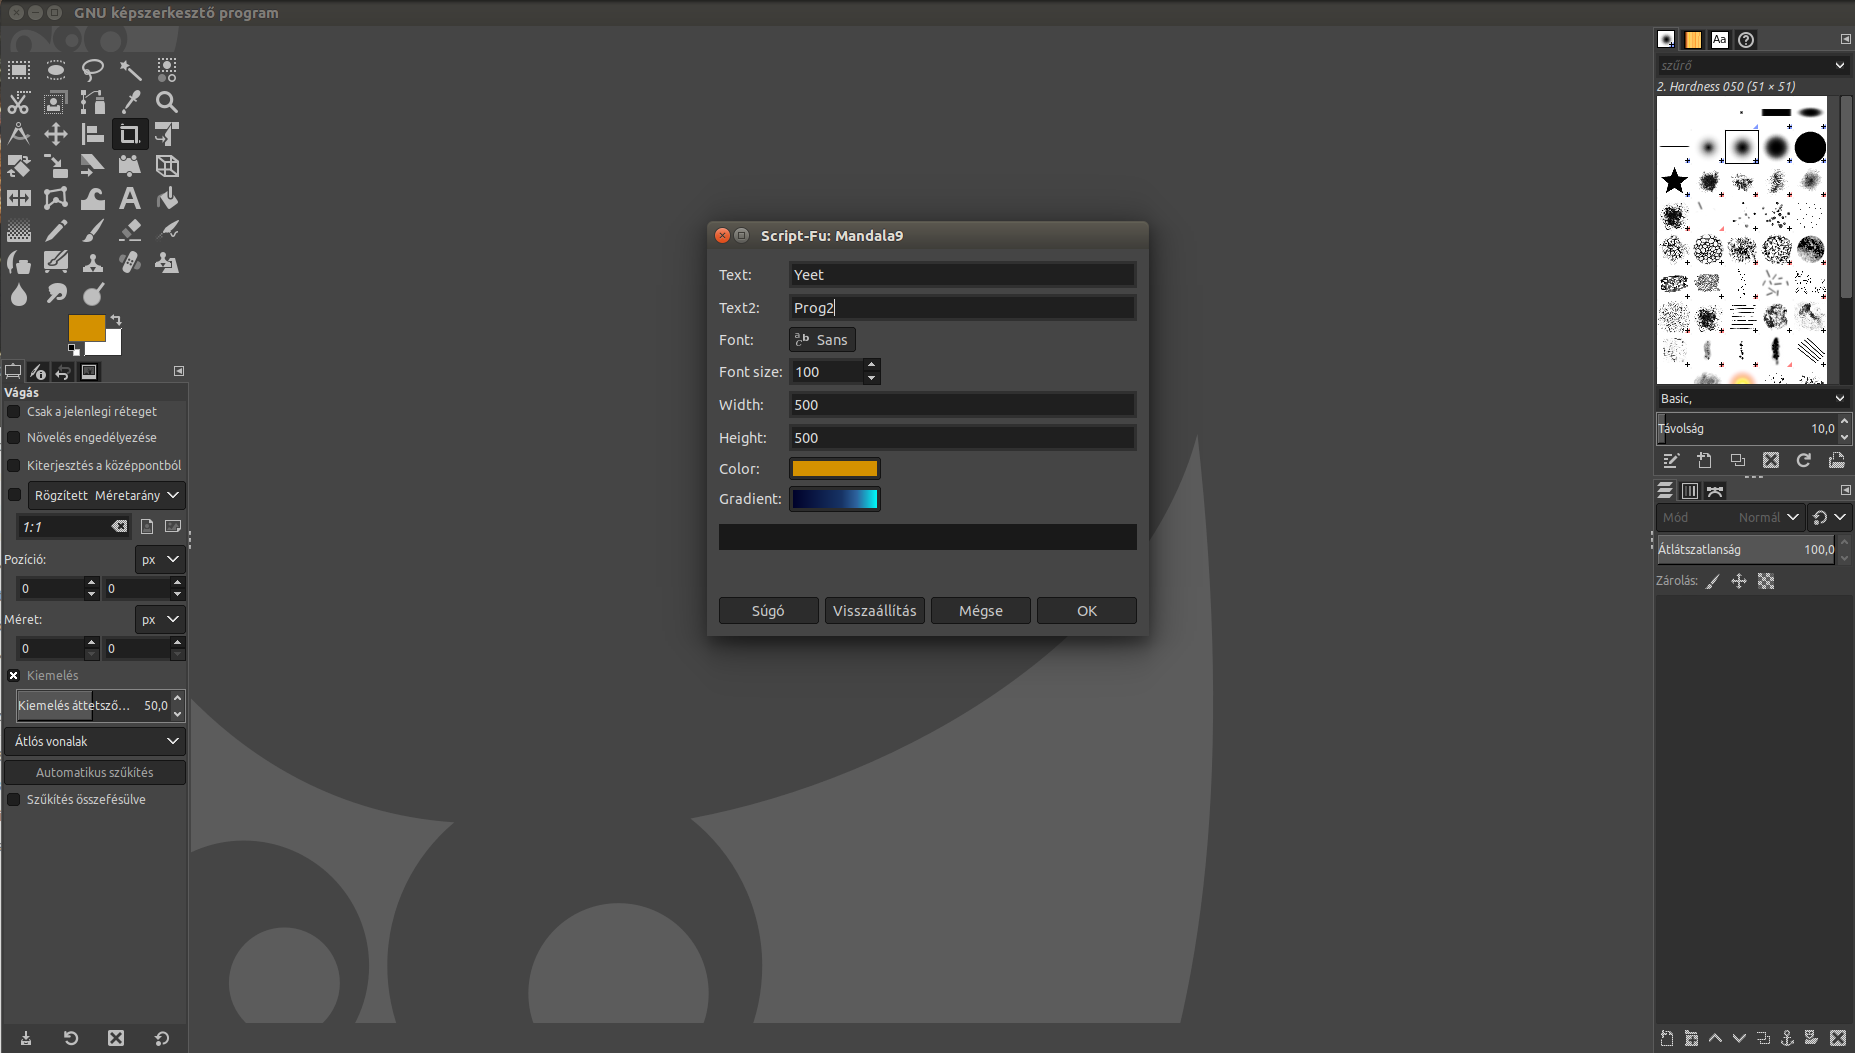 GNU képszerkesztő program
Vágás
Csak a jelenlegi réteget
Növelés engedélyezése
Kiterjesztés a középpontból
Rögzített Méretarány
1:1
Pozíció:
px
0
0
Méret:
px
0
0
Kiemelés
Kiemelés áttetsző... 50,0
Átlós vonalak
Automatikus szűkítés
Szűkítés összefésülve
Script-Fu: Mandala9
Text: Yeet
Text2: Prog2
Font: Sans
Font size: 100
Width: 500
Height: 500
Color:
Gradient:
Súgó
Visszaállítás
Mégse
OK
Aa
szűrő
2. Hardness 050 (51 × 51)
Basic,
Távolság 10,0
Mód Normál
Átlátszatlanság 100,0
Zárolás: